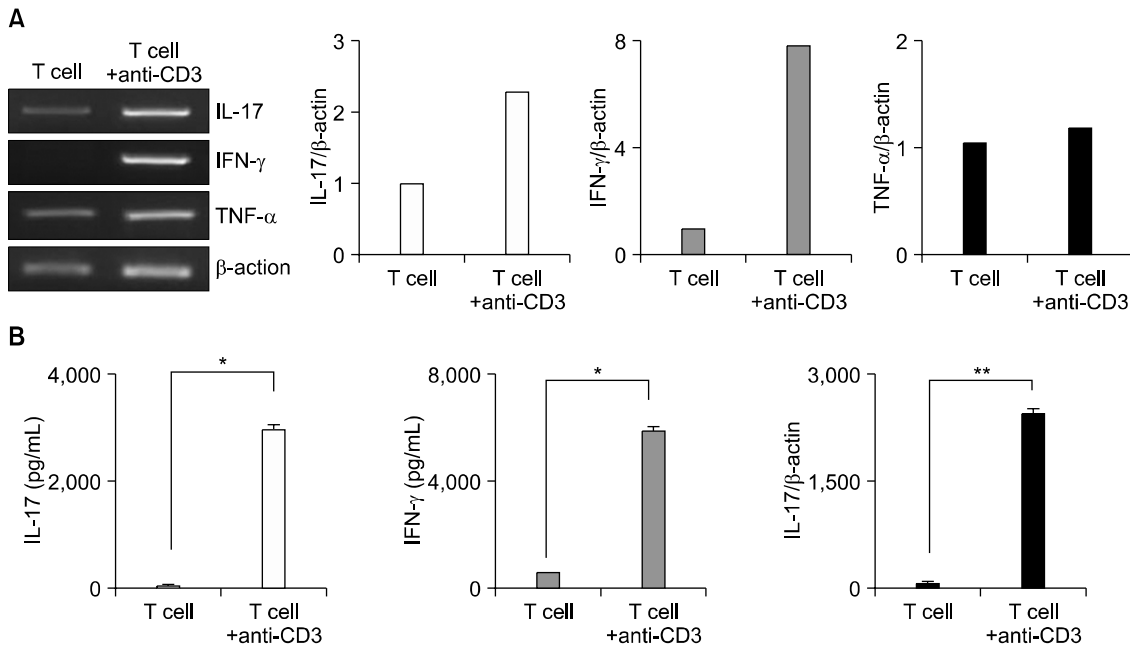 A
T cell
T cell
+anti-CD3
IL-17
IFN-γ
TNF-α
β-action
IL-17/β-actin
3
2
1
0
T cell
T cell
+anti-CD3
IFN-γ/β-actin
8
4
0
T cell
T cell
+anti-CD3
TNF-α/β-actin
2
1
0
T cell
T cell
+anti-CD3
B
IL-17 (pg/mL)
4,000
2,000
0
*
T cell
T cell
+anti-CD3
IFN-γ (pg/mL)
8,000
4,000
0
*
T cell
T cell
+anti-CD3
IL-17/β-actin
3,000
1,500
0
**
T cell
T cell
+anti-CD3